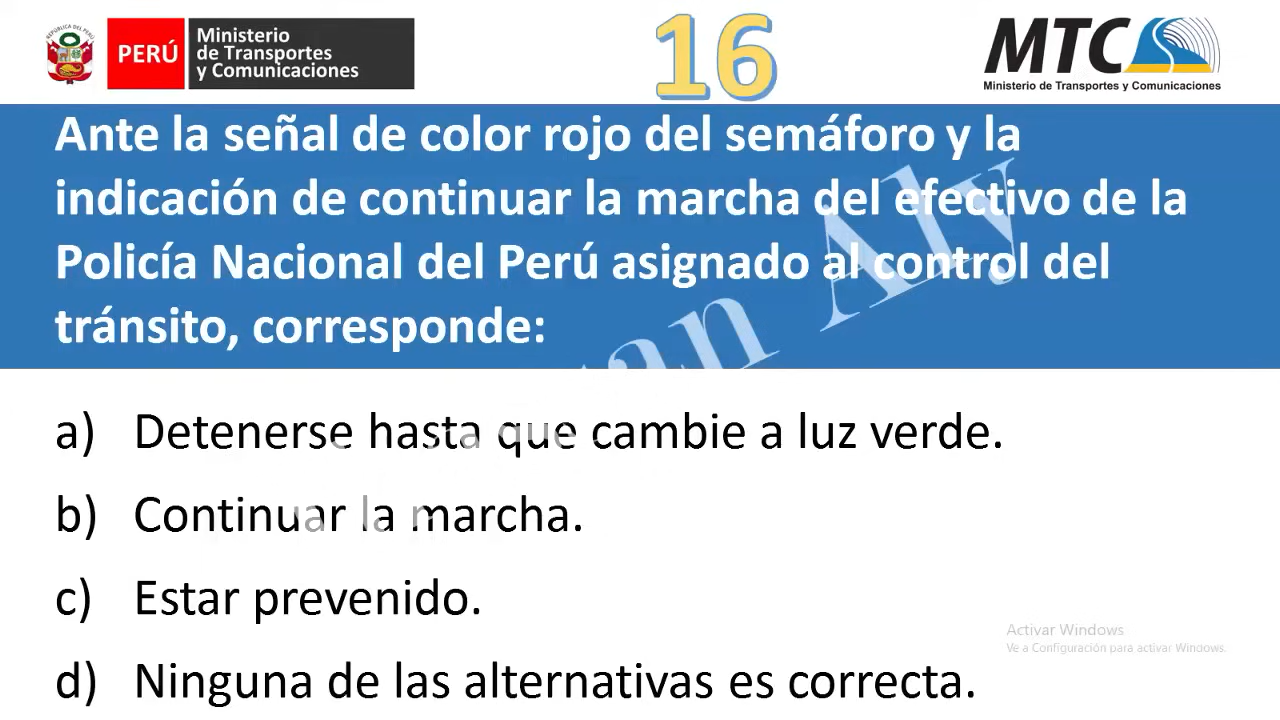 REPÚBLICA DEL PERÚ
PERÚ
Ministerio
de Transportes
y Comunicaciones
16
MTC
Ministerio de Transportes y Comunicaciones
Ante la señal de color rojo del semáforo y la
indicación de continuar la marcha del efectivo de la
Policía Nacional del Perú asignado al control del
tránsito, corresponde:
a) Detenerse hasta que cambie a luz verde.
b) Continuar la marcha.
c) Estar prevenido.
d) Ninguna de las alternativas es correcta.
Aly
Activar Windows
Ve a Configuración para activar Windows.